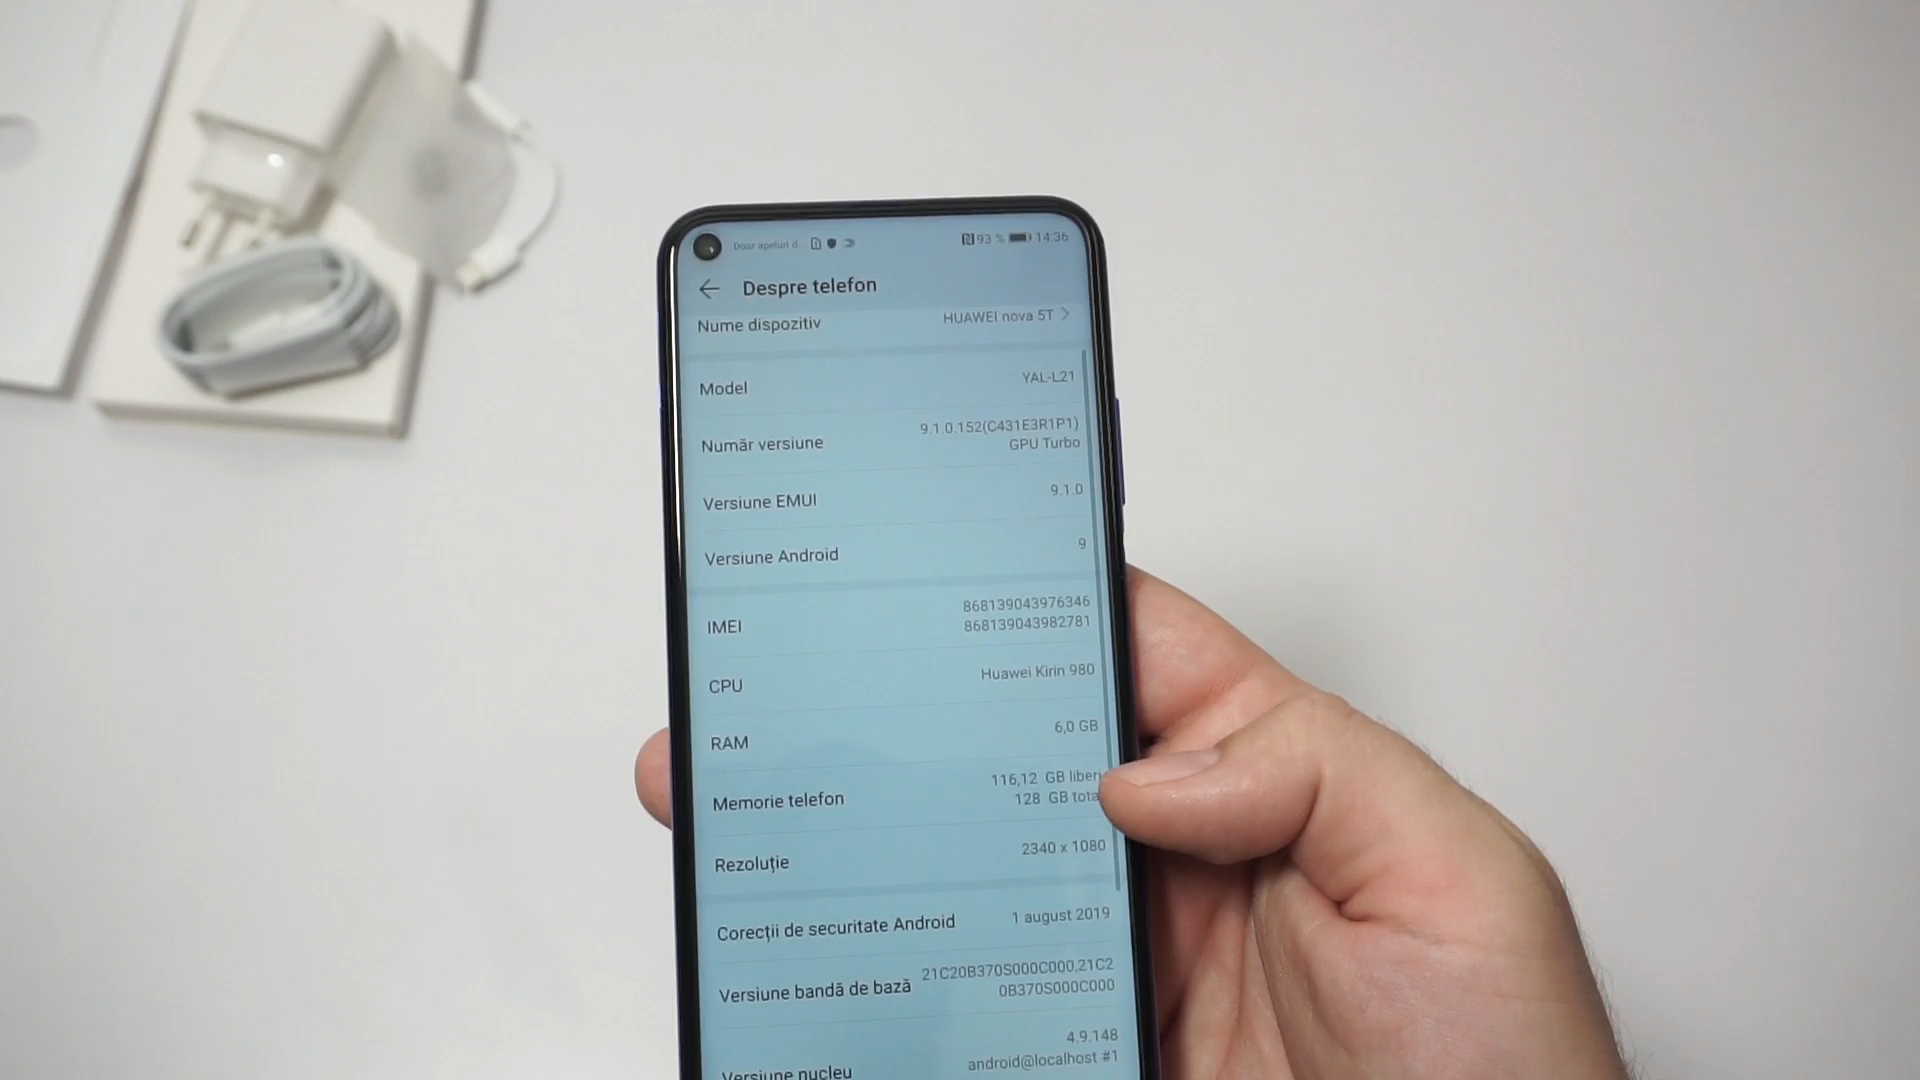 Doar apeluri d.. 93 % 14:36
Despre telefon
Nume dispozitiv HUAWEI nova 5T
Model YAL-L21
Număr versiune 9.1.0.152(C431E3R1P1)
GPU Turbo
Versiune EMUI 9.1.0
Versiune Android 9
IMEI 868139043976346
868139043982781
CPU Huawei Kirin 980
RAM 6,0 GB
Memorie telefon 116,12 GB liberi
128 GB tota
Rezoluție 2340 x 1080
Corecții de securitate Android 1 august 2019
Versiune bandă de bază 21C20B370S000C000,21C2
0B370S000C000
Versiune nucleu 4.9.148
android@localhost #1